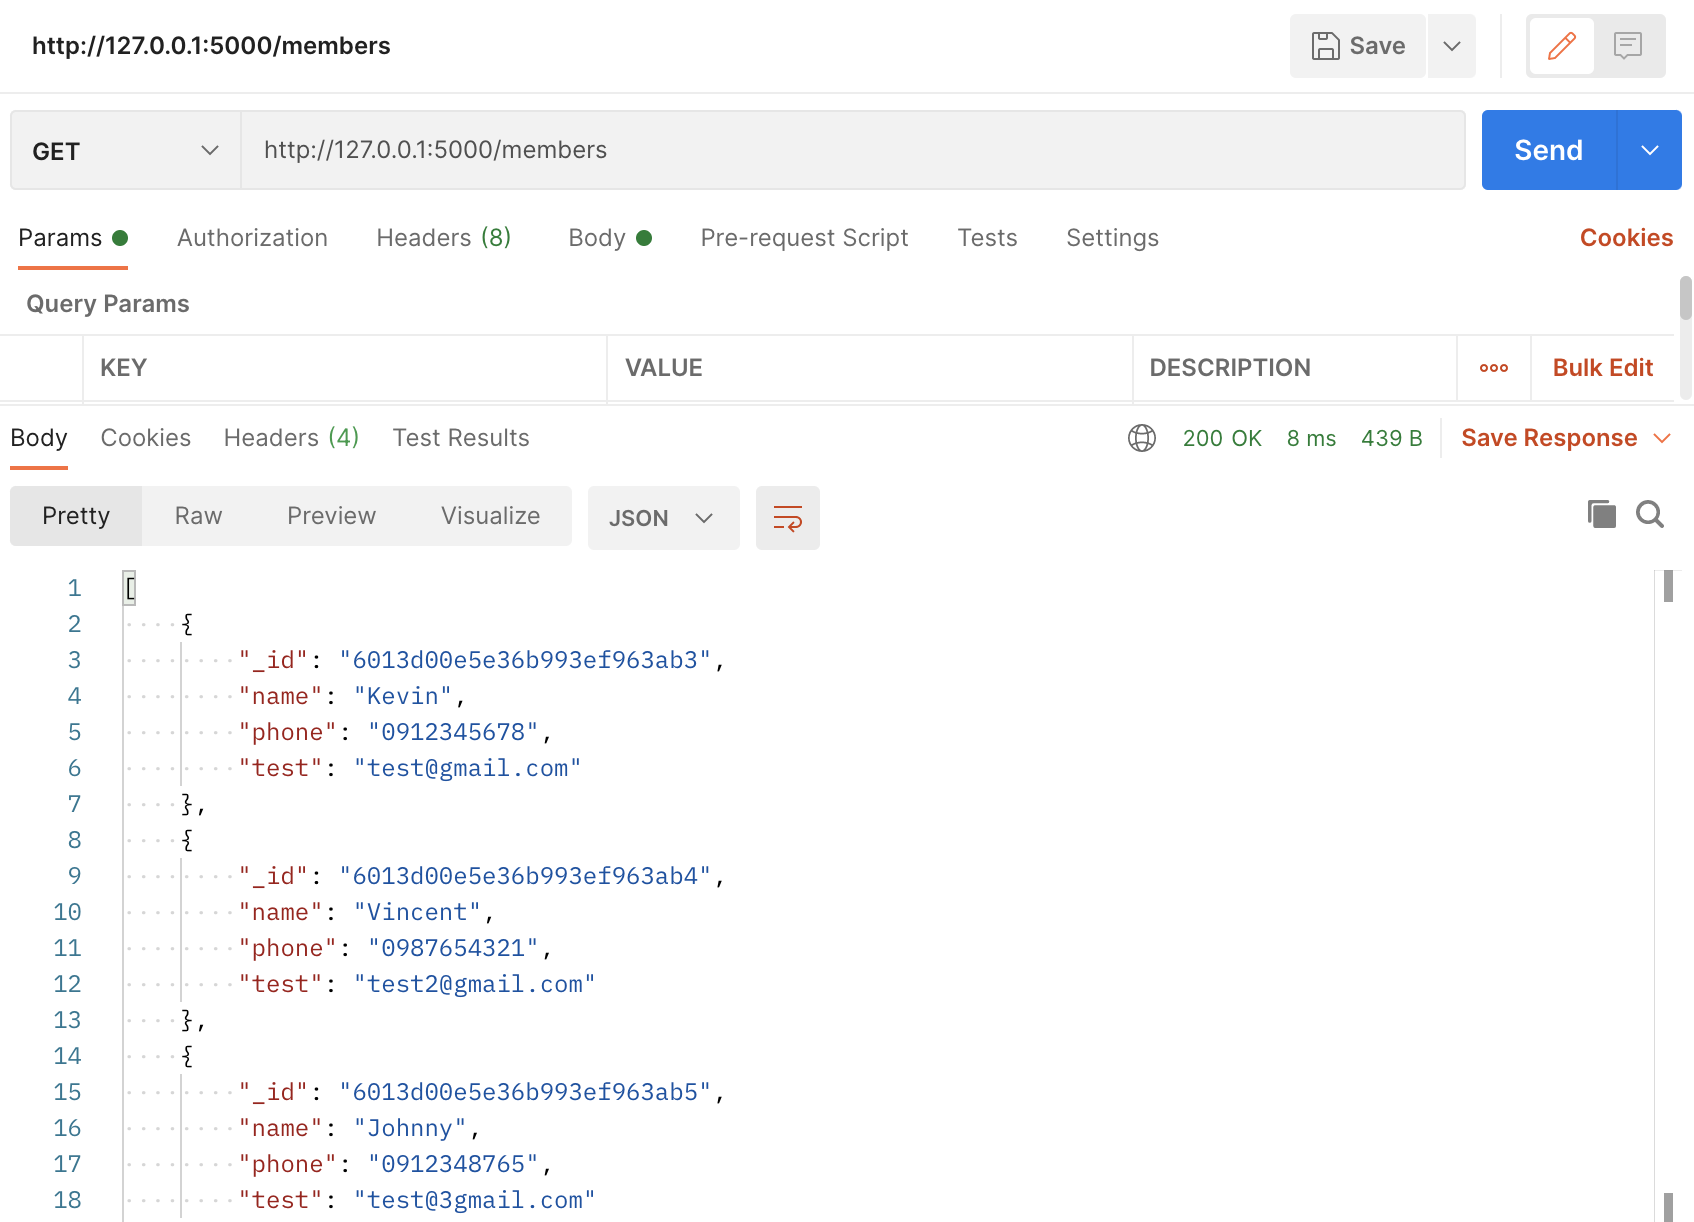 http://127.0.0.1:5000/members
Save
GET http://127.0.0.1:5000/members Send
Params Authorization Headers (8) Body Pre-request Script Tests Settings Cookies
Query Params
KEY VALUE DESCRIPTION ooo Bulk Edit
Body Cookies Headers (4) Test Results 200 OK 8 ms 439 B Save Response
Pretty Raw Preview Visualize JSON
1 [
2 {
3 "_id": "6013d00e5e36b993ef963ab3",
4 "name": "Kevin",
5 "phone": "0912345678",
6 "test": "test@gmail.com"
7 },
8 {
9 "_id": "6013d00e5e36b993ef963ab4",
10 "name": "Vincent",
11 "phone": "0987654321",
12 "test": "test2@gmail.com"
13 },
14 {
15 "_id": "6013d00e5e36b993ef963ab5",
16 "name": "Johnny",
17 "phone": "0912348765",
18 "test": "test@3gmail.com"